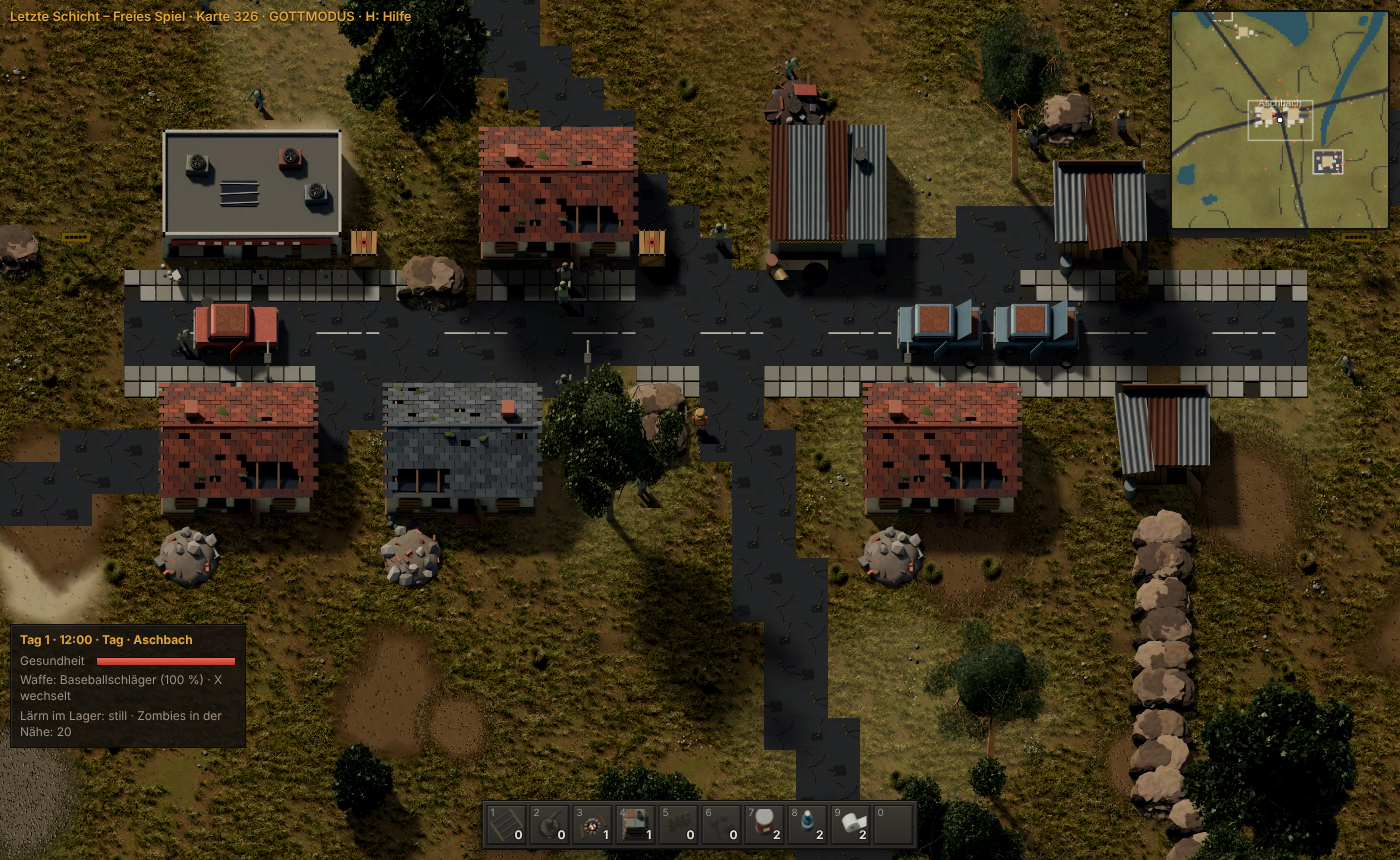 Letzte Schicht – Freies Spiel · Karte 326 · GOTTMODUS · H: Hilfe
Aschbach
Tag 1 · 12:00 · Tag · Aschbach
Gesundheit
Waffe: Baseballschläger (100 %) · X
wechselt
Lärm im Lager: still · Zombies in der
Nähe: 20
1 2 3 4 5 6 7 8 9 0
0 0 1 1 0 0 2 2 2